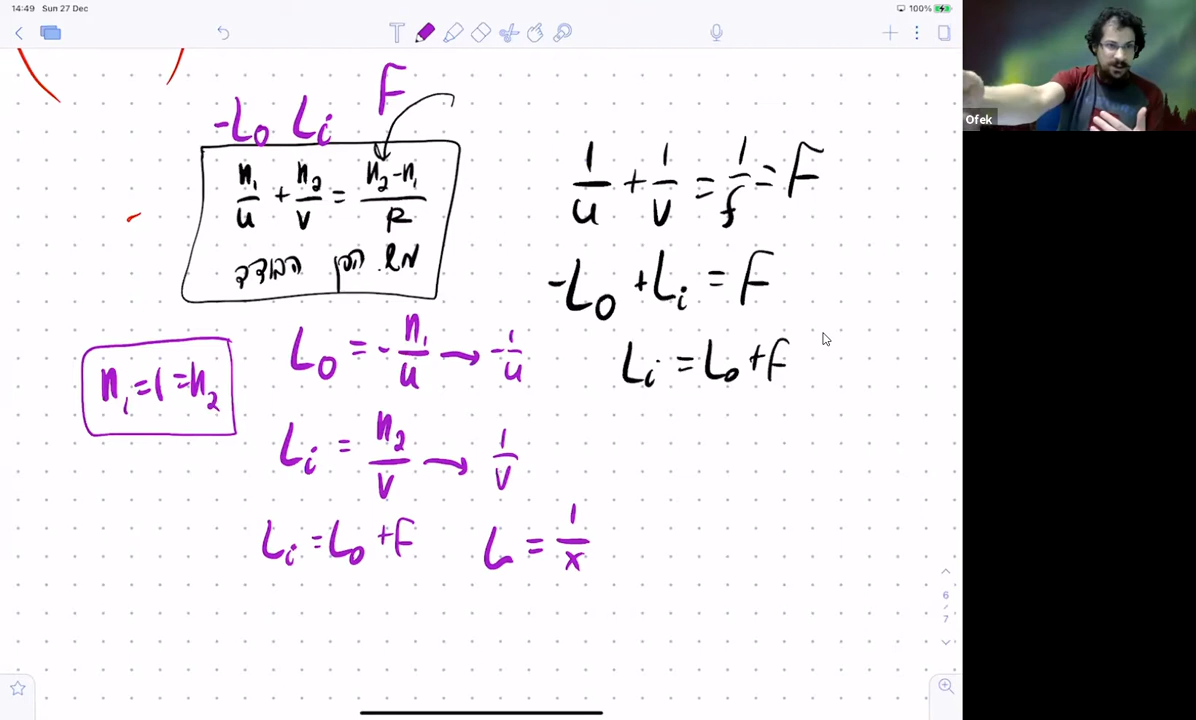 14:49 Sun 27 Dec
100%
T
Ofek
F
-L₀ Lᵢ
n₁/u + n₂/v = (n₂-n₁)/R
הבודדק
n₁=1=n₂
L₀ = -n₁/u → -1/u
Lᵢ = n₂/v → 1/v
Lᵢ = L₀ +F
L = 1/x
1/u + 1/v = 1/f = F
-L₀ +Lᵢ = F
Lᵢ = L₀ +F
6
7